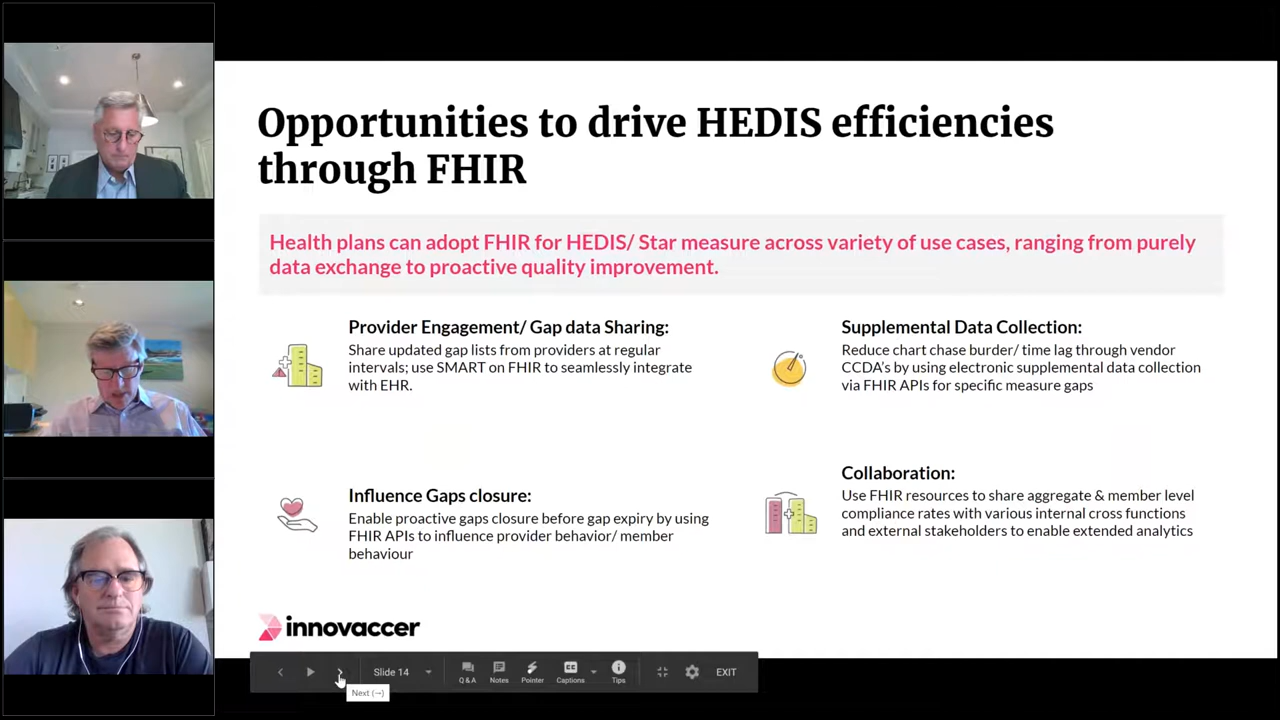 Opportunities to drive HEDIS efficiencies
through FHIR
Health plans can adopt FHIR for HEDIS/ Star measure across variety of use cases, ranging from purely
data exchange to proactive quality improvement.
Provider Engagement/ Gap data Sharing:
Share updated gap lists from providers at regular
intervals; use SMART on FHIR to seamlessly integrate
with EHR.
Supplemental Data Collection:
Reduce chart chase burden/ time lag through vendor
CCDA's by using electronic supplemental data collection
via FHIR APIs for specific measure gaps
Influence Gaps closure:
Enable proactive gaps closure before gap expiry by using
FHIR APIs to influence provider behavior/ member
behaviour
Collaboration:
Use FHIR resources to share aggregate & member level
compliance rates with various internal cross functions
and external stakeholders to enable extended analytics
innovaccer
Slide 14
Q&A
Notes
Pointer
Captions
Tips
EXIT
Next (→)